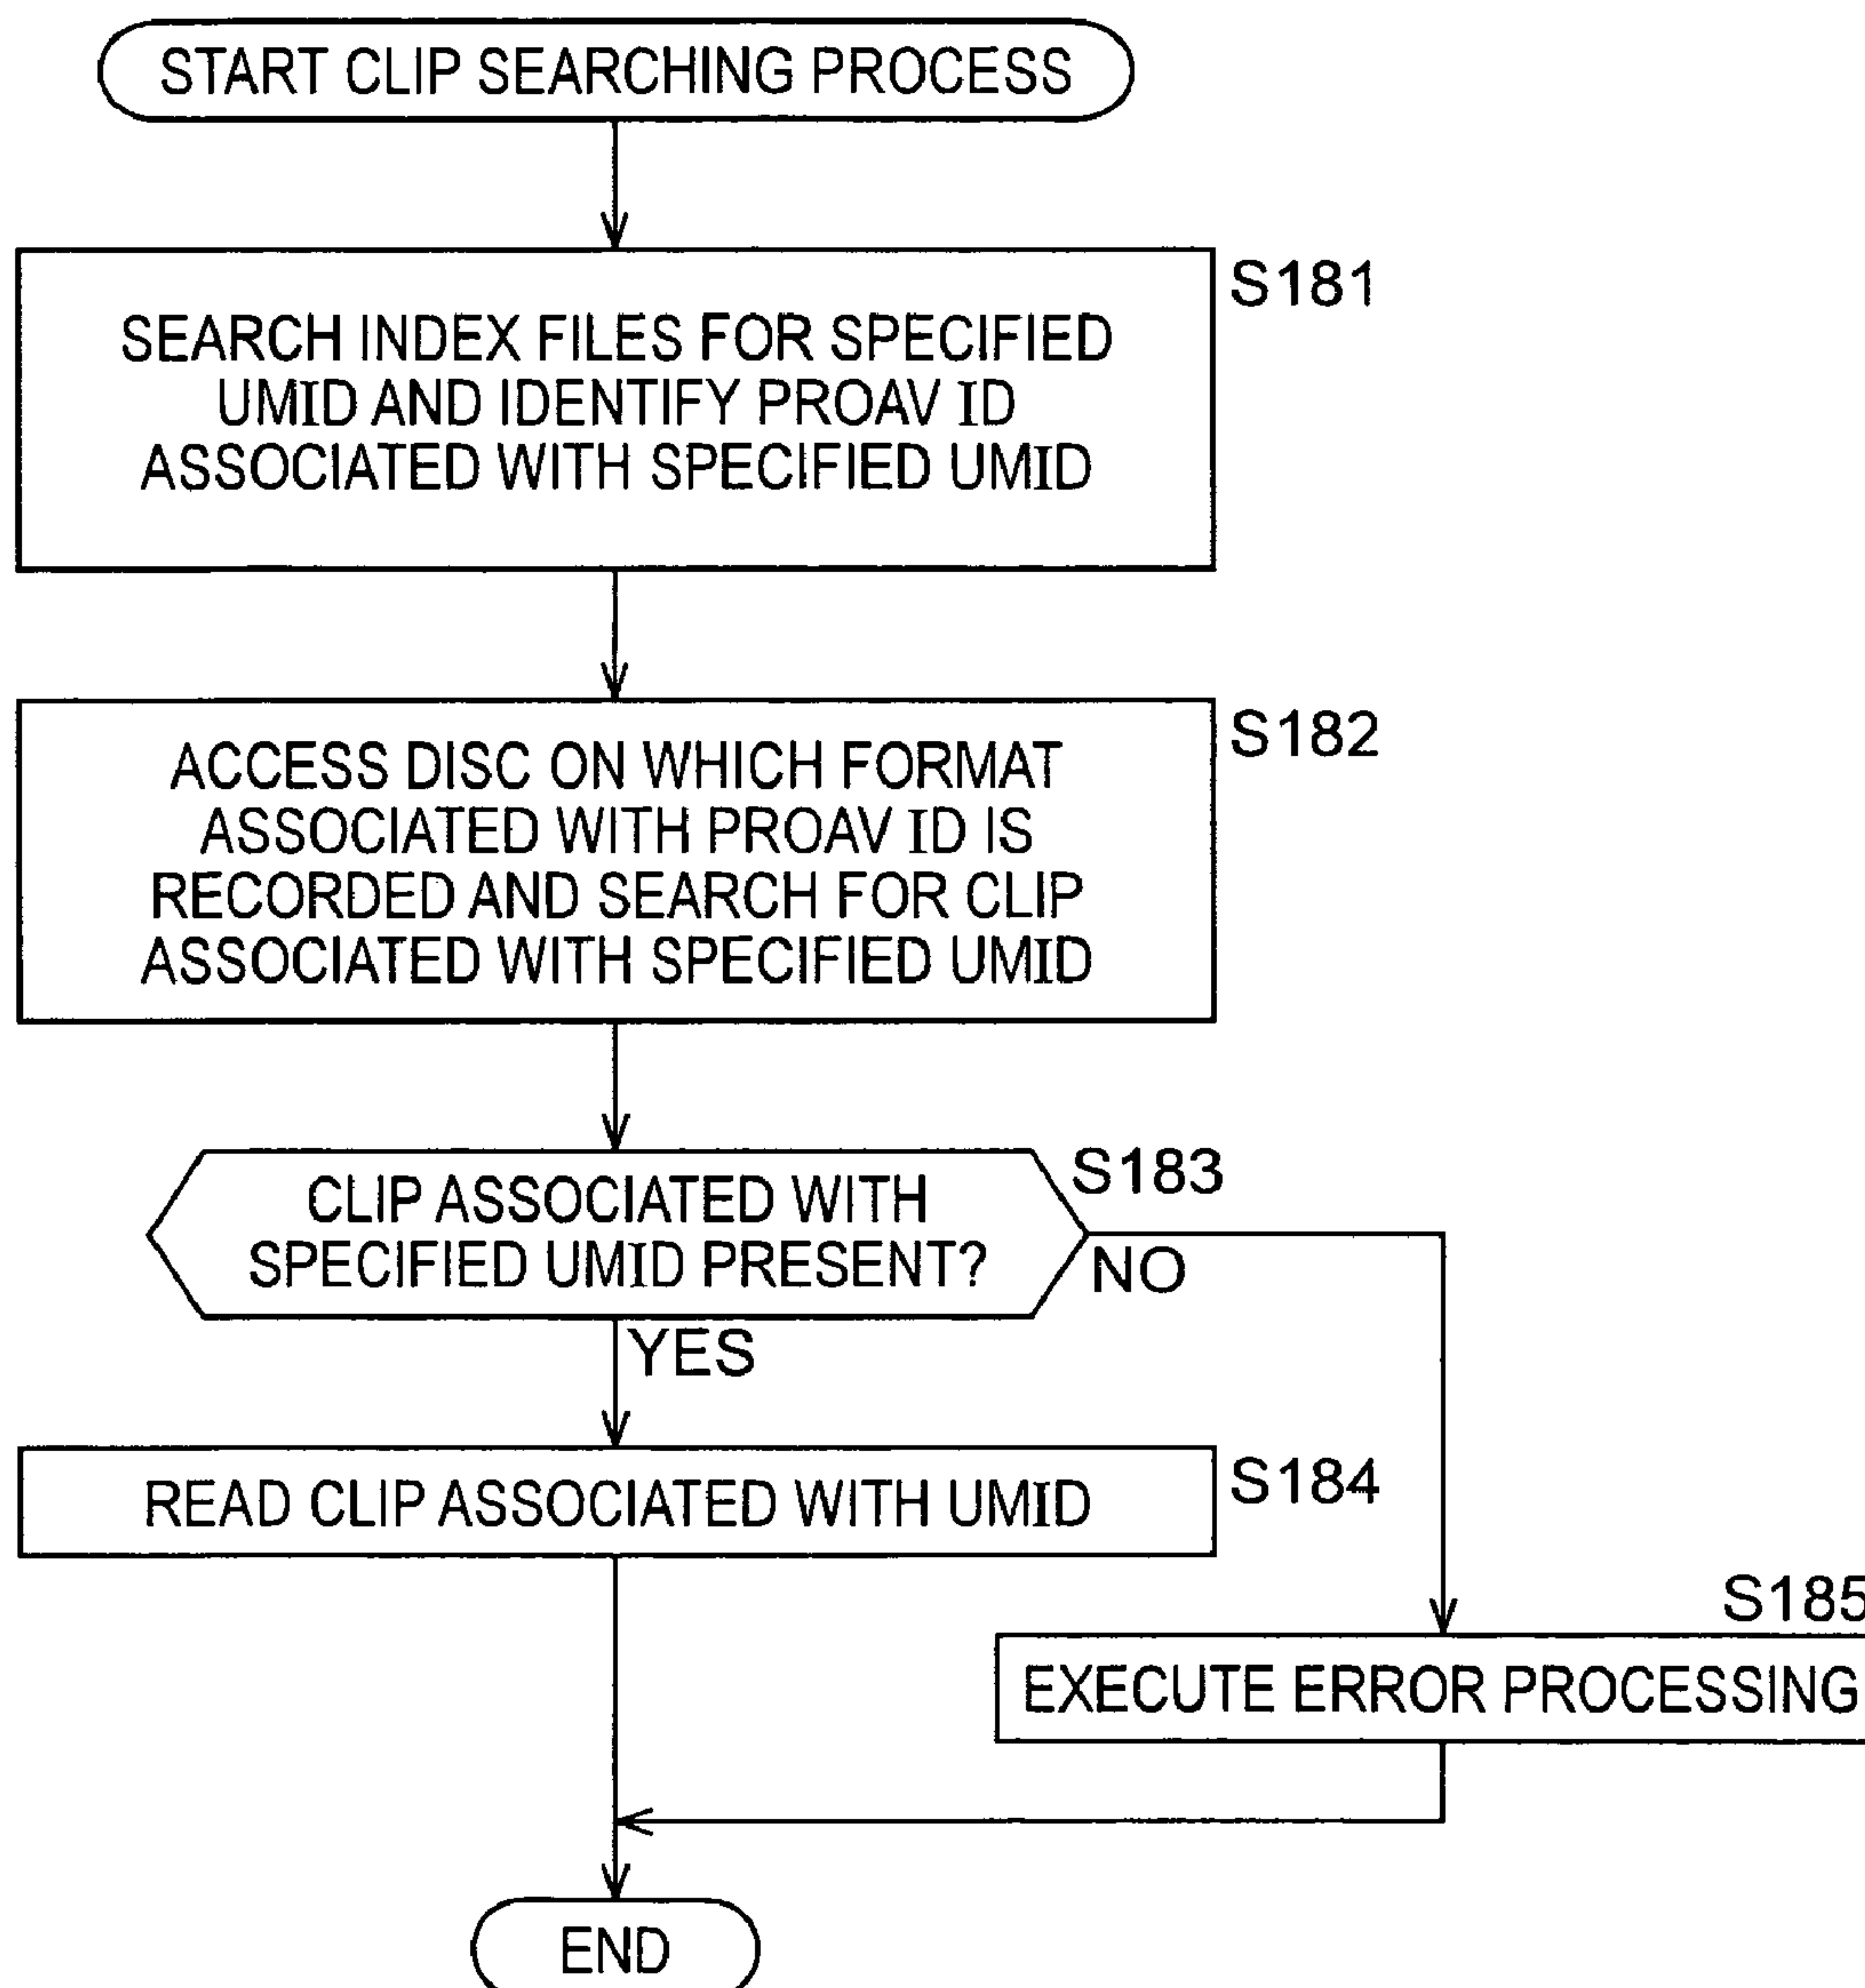 START CLIP SEARCHING PROCESS
S181
SEARCH INDEX FILES FOR SPECIFIED
UMID AND IDENTIFY PROAV ID
ASSOCIATED WITH SPECIFIED UMID
S182
ACCESS DISC ON WHICH FORMAT
ASSOCIATED WITH PROAV ID IS
RECORDED AND SEARCH FOR CLIP
ASSOCIATED WITH SPECIFIED UMID
S183
CLIP ASSOCIATED WITH
SPECIFIED UMID PRESENT?
NO
YES
READ CLIP ASSOCIATED WITH UMID
S184
S185
EXECUTE ERROR PROCESSING
END